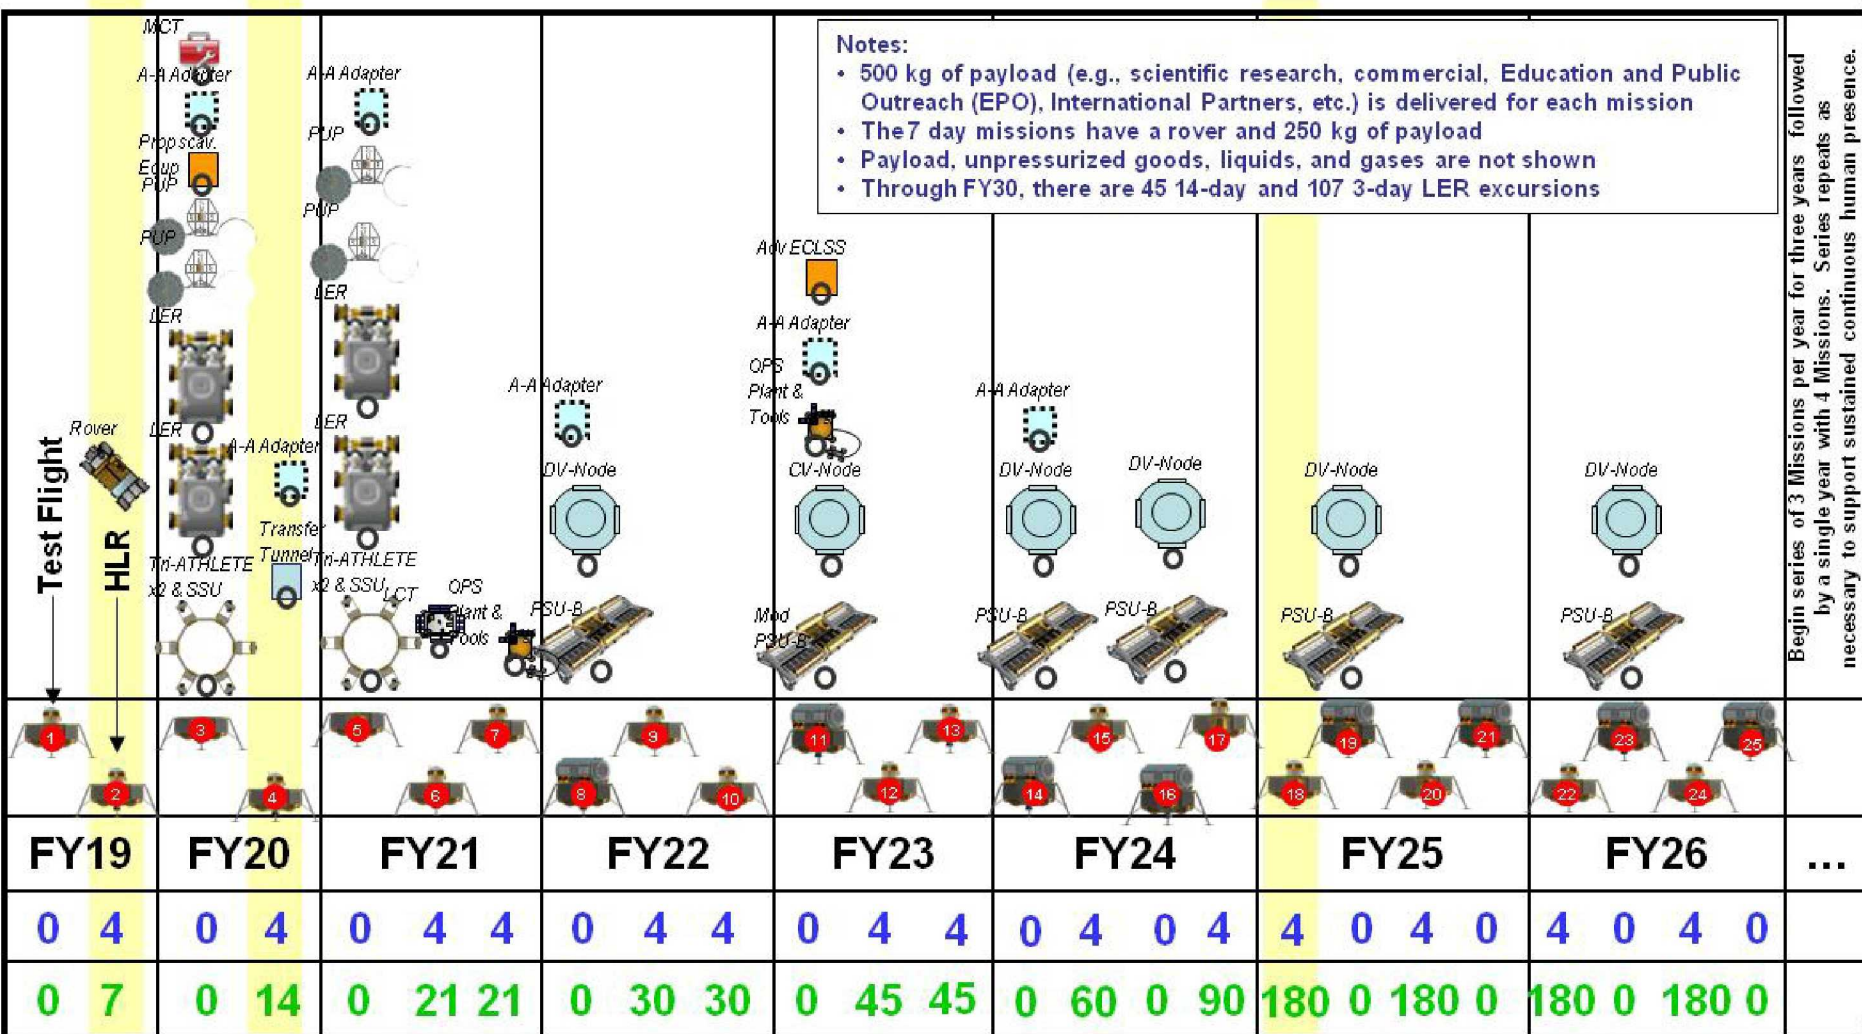 MCT
A-A Adapter
Prop scav.
Equp
PUP
PUP
LER
LER
Tri-ATHLETE
x2 & SSU
A-A Adapter
Transfer
Tunnel
A-A Adapter
PUP
PUP
LER
LER
Tri-ATHLETE
x2 & SSU
LCT
OPS
Plant &
Tools
Rover
Test Flight
HLR
A-A Adapter
DV-Node
PSU-B
Adv ECLSS
A-A Adapter
OPS
Plant &
Tools
CV-Node
Mod
PSU-B
A-A Adapter
DV-Node
DV-Node
PSU-B
PSU-B
DV-Node
PSU-B
DV-Node
PSU-B
Notes:
• 500 kg of payload (e.g., scientific research, commercial, Education and Public
Outreach (EPO), International Partners, etc.) is delivered for each mission
• The 7 day missions have a rover and 250 kg of payload
• Payload, unpressurized goods, liquids, and gases are not shown
• Through FY30, there are 45 14-day and 107 3-day LER excursions
Begin series of 3 Missions per year for three years followed
by a single year with 4 Missions. Series repeats as
necessary to support sustained continuous human presence.
1 3 5 7 9 11 13 15 17 19 21 23 25
2 4 6 8 10 12 14 16 18 20 22 24
FY19 FY20 FY21 FY22 FY23 FY24 FY25 FY26 ...
0 4 0 4 0 4 4 0 4 4 0 4 4 0 4 0 4 4 0 4 0 4 0 4 0
0 7 0 14 0 21 21 0 30 30 0 45 45 0 60 0 90 180 0 180 0 180 0 180 0